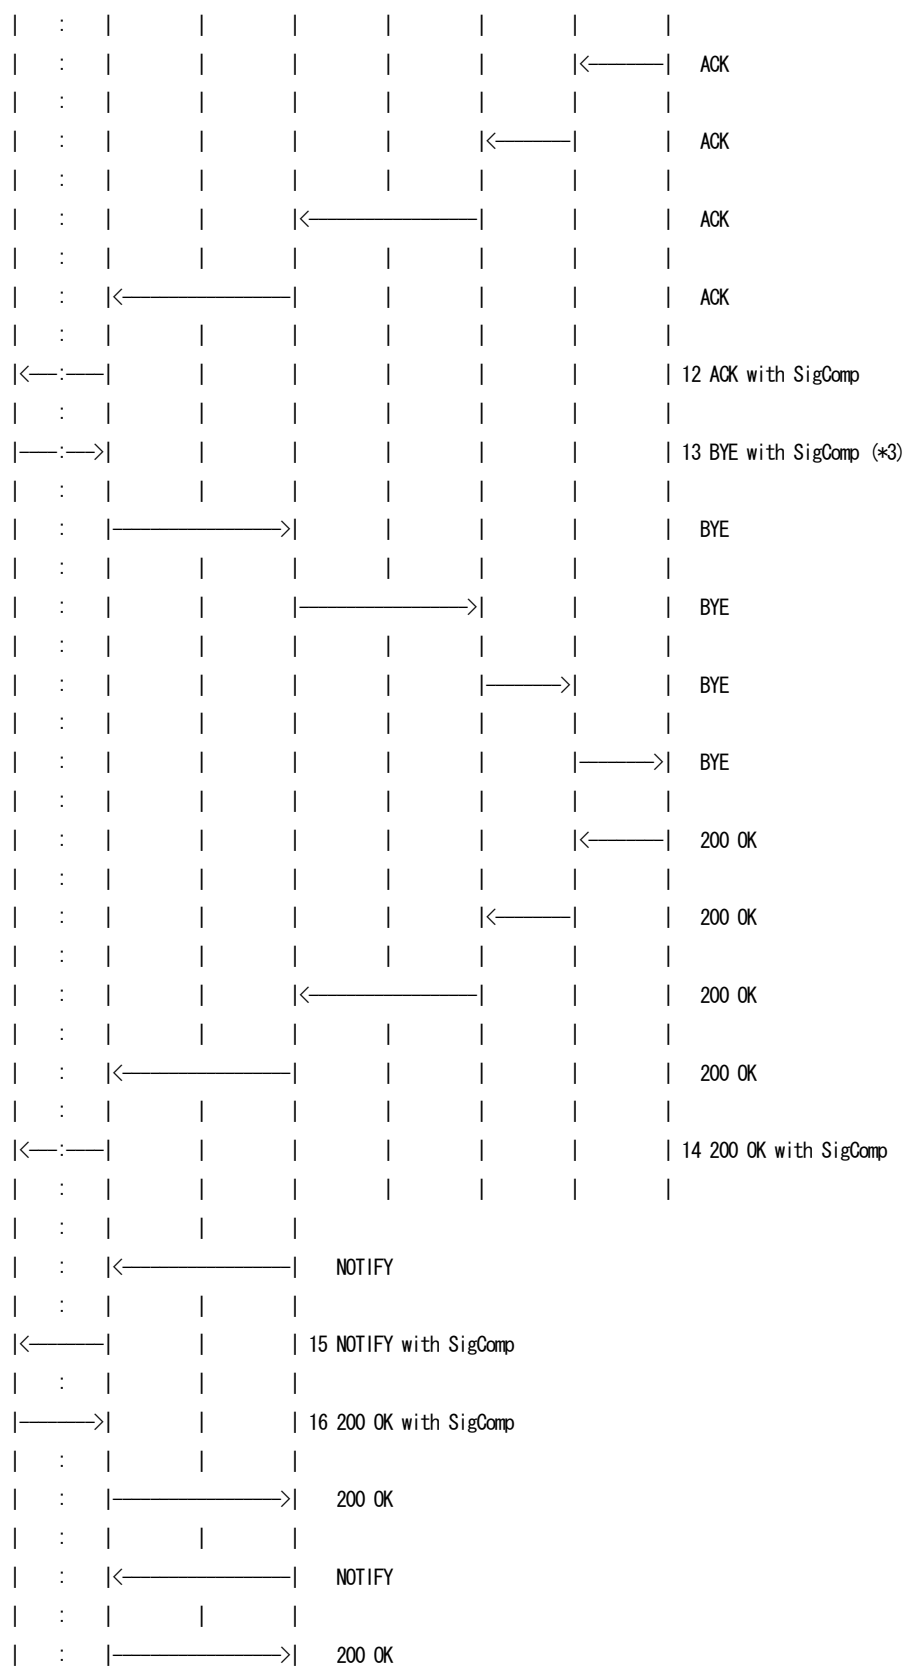 ACK
ACK
ACK
ACK
12 ACK with SigComp
13 BYE with SigComp (*3)
BYE
BYE
BYE
BYE
200 OK
200 OK
200 OK
200 OK
14 200 OK with SigComp
NOTIFY
15 NOTIFY with SigComp
16 200 OK with SigComp
200 OK
NOTIFY
200 OK